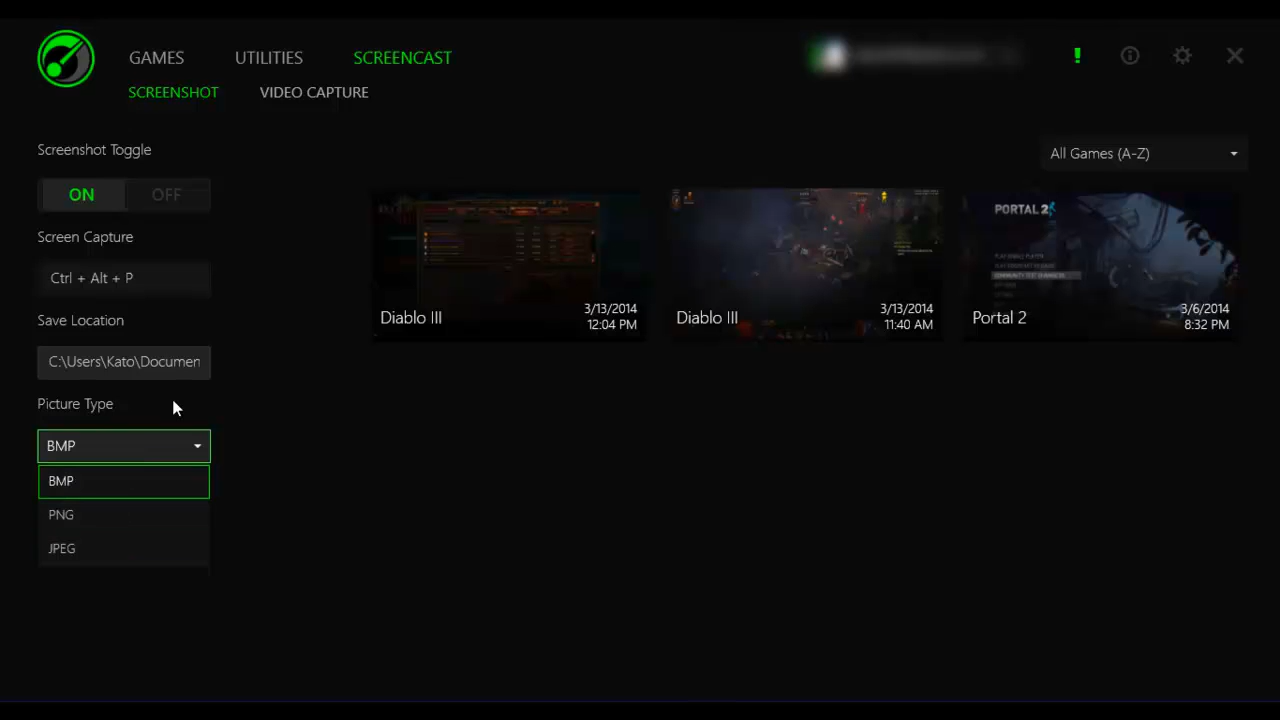 GAMES UTILITIES SCREENCAST
SCREENSHOT VIDEO CAPTURE
Screenshot Toggle
ON OFF
Screen Capture
Ctrl + Alt + P
Save Location
C:\Users\Kato\Documen
Picture Type
BMP
BMP
PNG
JPEG
All Games (A-Z)
Diablo III
3/13/2014
12:04 PM
Diablo III
3/13/2014
11:40 AM
PORTAL 2
Portal 2
3/6/2014
8:32 PM